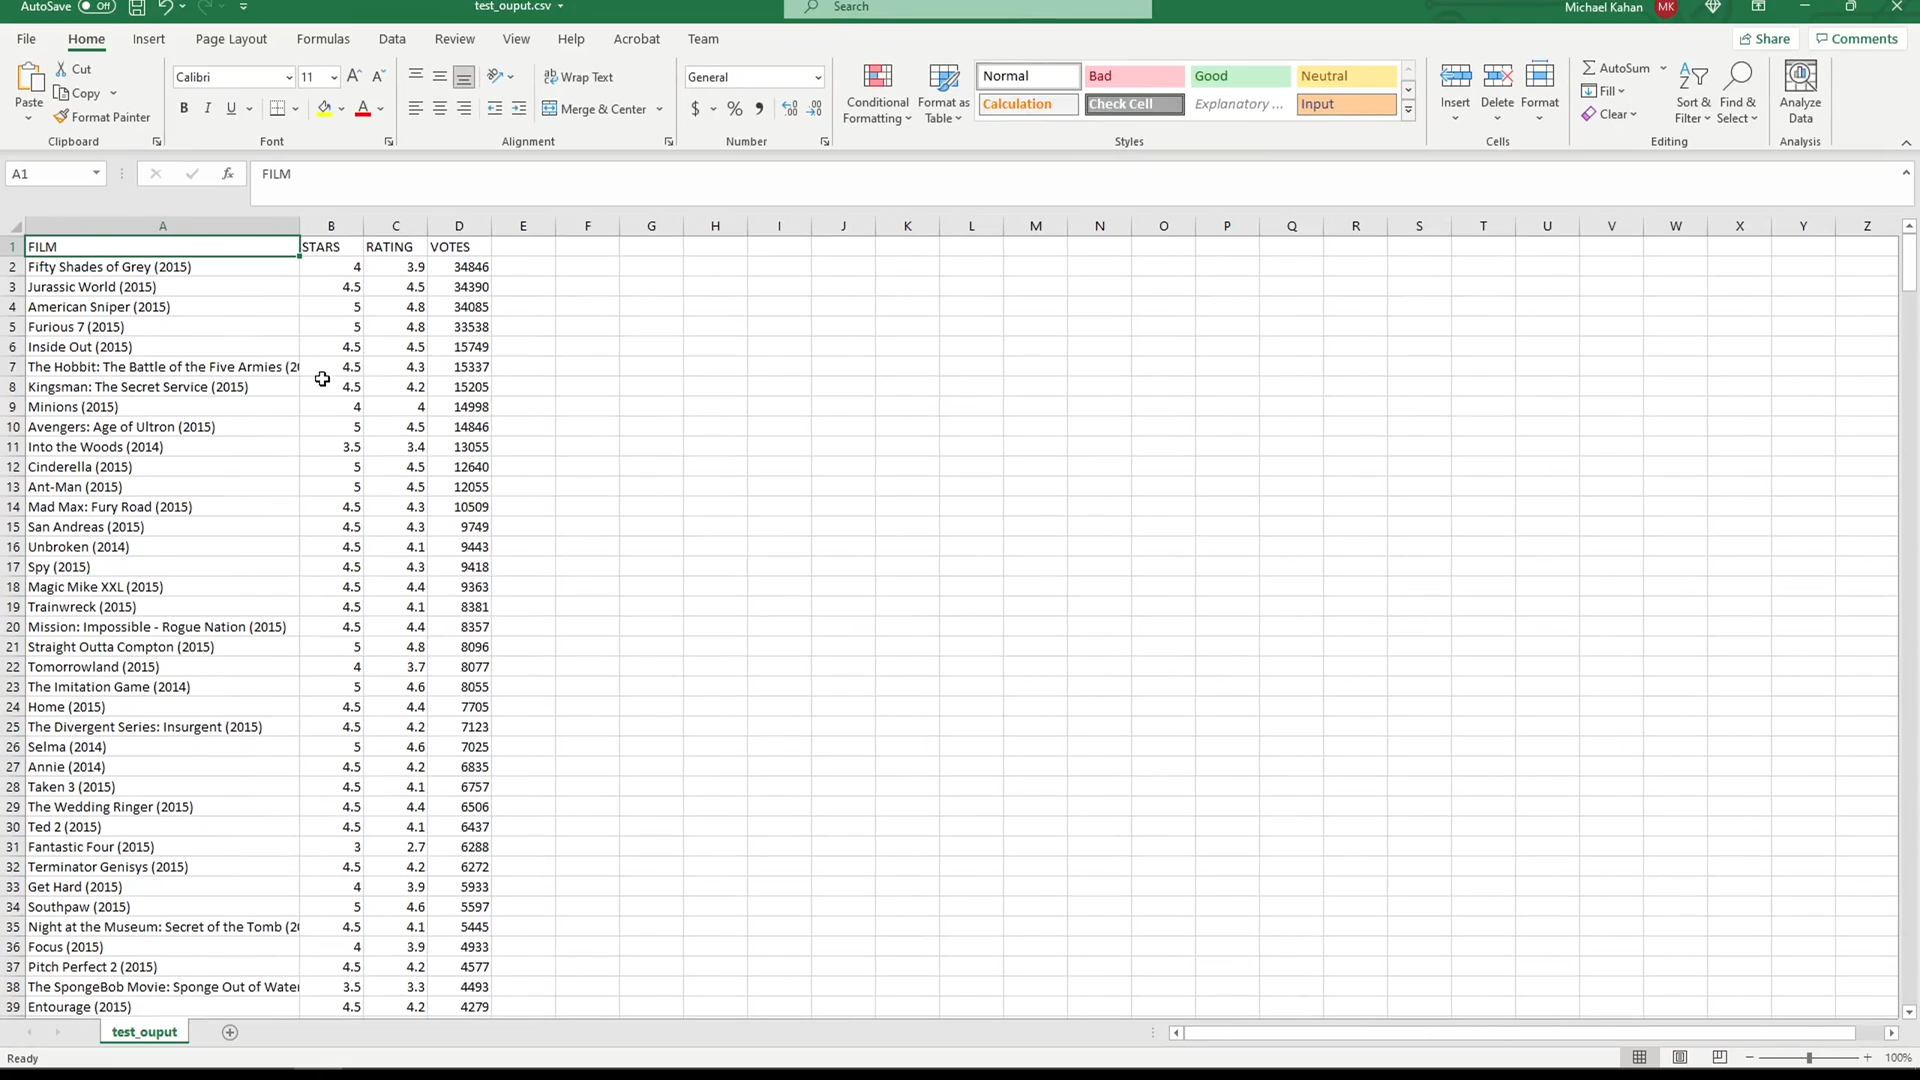 AutoSave Off test_ouput.csv Search Michael Kahan MK
File Home Insert Page Layout Formulas Data Review View Help Acrobat Team Share Comments
Paste Cut Copy Format Painter Clipboard
Calibri 11 A A B I U A Font
Wrap Text Merge & Center Alignment
General $ % Number
Conditional Formatting Format as Table Normal Bad Good Neutral Calculation Check Cell Explanatory ... Input Styles
Insert Delete Format Cells
AutoSum Fill Clear Sort & Filter Find & Select Editing
Analyze Data Analysis
A1 fx FILM
A B C D E F G H I J K L M N O P Q R S T U V W X Y Z
1 FILM STARS RATING VOTES
2 Fifty Shades of Grey (2015) 4 3.9 34846
3 Jurassic World (2015) 4.5 4.5 34390
4 American Sniper (2015) 5 4.8 34085
5 Furious 7 (2015) 5 4.8 33538
6 Inside Out (2015) 4.5 4.5 15749
7 The Hobbit: The Battle of the Five Armies (20 4.5 4.3 15337
8 Kingsman: The Secret Service (2015) 4.5 4.2 15205
9 Minions (2015) 4 4 14998
10 Avengers: Age of Ultron (2015) 5 4.5 14846
11 Into the Woods (2014) 3.5 3.4 13055
12 Cinderella (2015) 5 4.5 12640
13 Ant-Man (2015) 5 4.5 12055
14 Mad Max: Fury Road (2015) 4.5 4.3 10509
15 San Andreas (2015) 4.5 4.3 9749
16 Unbroken (2014) 4.5 4.1 9443
17 Spy (2015) 4.5 4.3 9418
18 Magic Mike XXL (2015) 4.5 4.4 9363
19 Trainwreck (2015) 4.5 4.1 8381
20 Mission: Impossible - Rogue Nation (2015) 4.5 4.4 8357
21 Straight Outta Compton (2015) 5 4.8 8096
22 Tomorrowland (2015) 4 3.7 8077
23 The Imitation Game (2014) 5 4.6 8055
24 Home (2015) 4.5 4.4 7705
25 The Divergent Series: Insurgent (2015) 4.5 4.2 7123
26 Selma (2014) 5 4.6 7025
27 Annie (2014) 4.5 4.2 6835
28 Taken 3 (2015) 4.5 4.1 6757
29 The Wedding Ringer (2015) 4.5 4.4 6506
30 Ted 2 (2015) 4.5 4.1 6437
31 Fantastic Four (2015) 3 2.7 6288
32 Terminator Genisys (2015) 4.5 4.2 6272
33 Get Hard (2015) 4 3.9 5933
34 Southpaw (2015) 5 4.6 5597
35 Night at the Museum: Secret of the Tomb (20 4.5 4.1 5445
36 Focus (2015) 4 3.9 4933
37 Pitch Perfect 2 (2015) 4.5 4.2 4577
38 The SpongeBob Movie: Sponge Out of Water 3.5 3.3 4493
39 Entourage (2015) 4.5 4.2 4279
test_ouput
Ready 100%